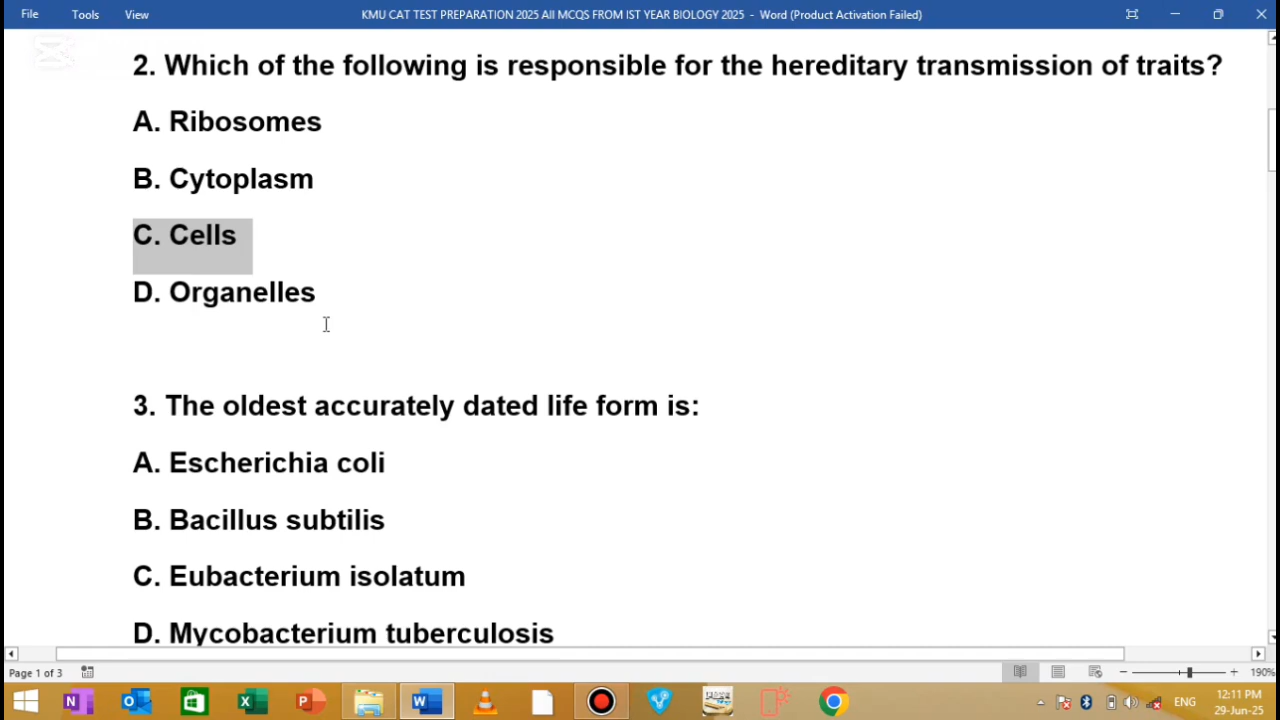 File Tools View KMU CAT TEST PREPARATION 2025 All MCQS FROM IST YEAR BIOLOGY 2025 - Word (Product Activation Failed)
2. Which of the following is responsible for the hereditary transmission of traits?
A. Ribosomes
B. Cytoplasm
C. Cells
D. Organelles
3. The oldest accurately dated life form is:
A. Escherichia coli
B. Bacillus subtilis
C. Eubacterium isolatum
D. Mycobacterium tuberculosis
Page 1 of 3 190%
ENG 12:11 PM
29-Jun-25